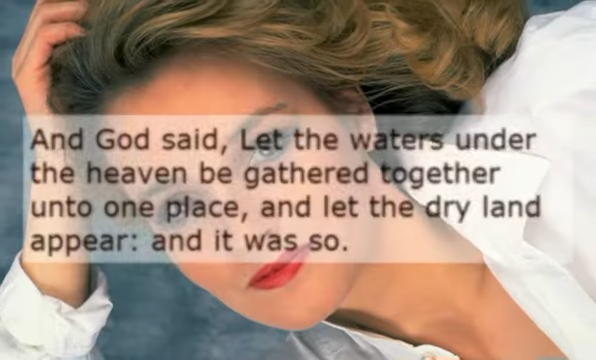 And God said, Let the waters under
the heaven be gathered together
unto one place, and let the dry land
appear: and it was so.